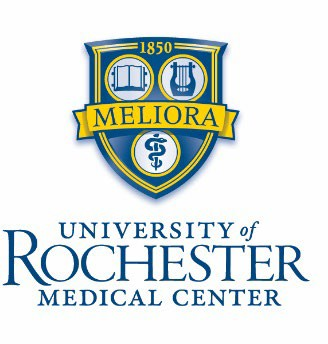 1850
MELIORA
UNIVERSITY of
ROCHESTER
MEDICAL CENTER